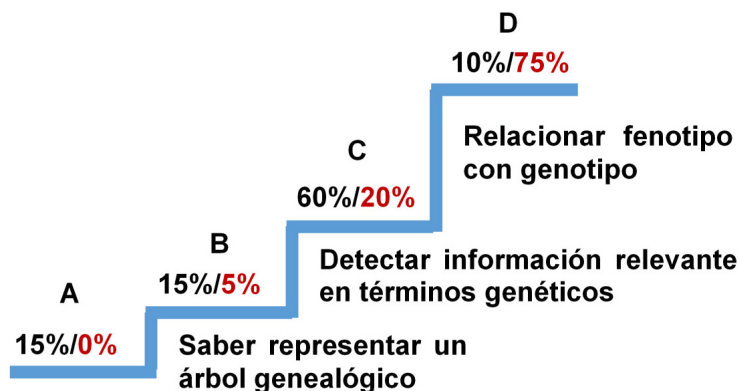 D
10%/75%
Relacionar fenotipo
con genotipo
C
60%/20%
Detectar información relevante
en términos genéticos
B
15%/5%
Saber representar un
árbol genealógico
A
15%/0%